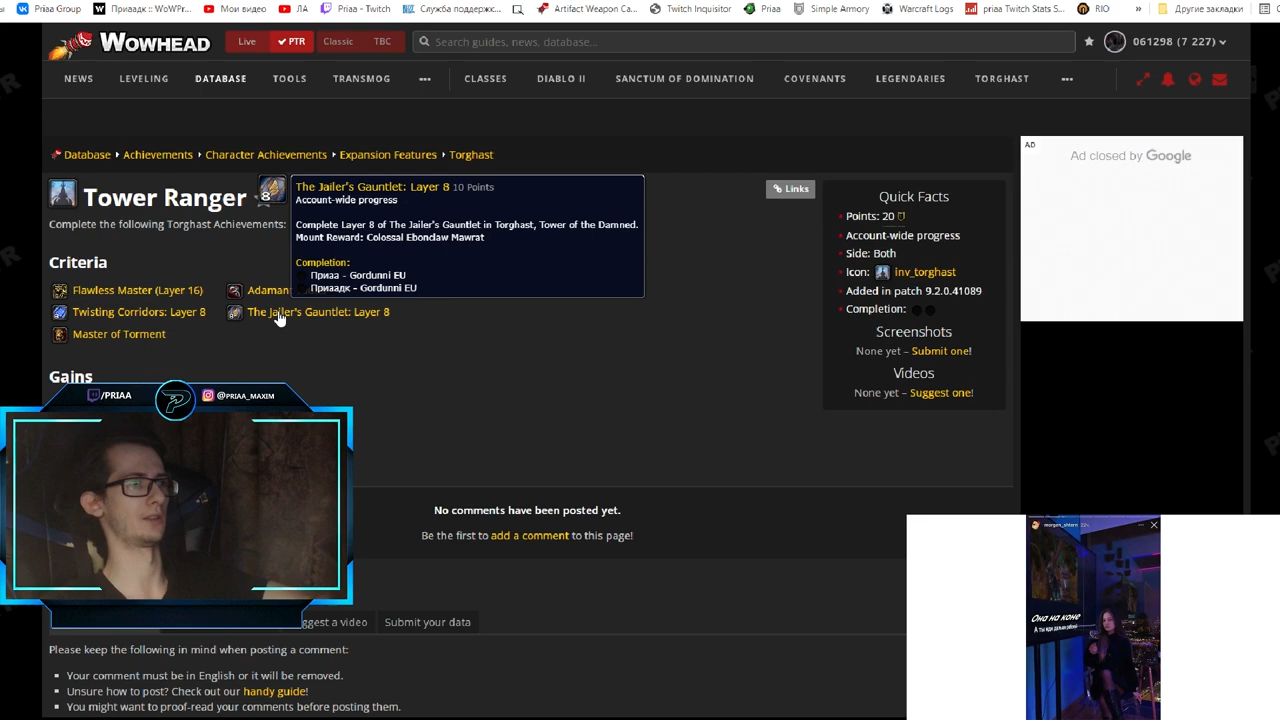 Priaa Group
Приаадк :: WoWPr...
Мои видео
ЛА
Priaa - Twitch
Служба поддержк...
Artifact Weapon Ca...
Twitch Inquisitor
Priaa
Simple Armory
Warcraft Logs
priaa Twitch Stats S...
RIO
»
Другие закладки
WOWHEAD
Live
PTR
Classic
TBC
Search guides, news, database...
061298 (7 227)
NEWS
LEVELING
DATABASE
TOOLS
TRANSMOG
CLASSES
DIABLO II
SANCTUM OF DOMINATION
COVENANTS
LEGENDARIES
TORGHAST
Database
Achievements
Character Achievements
Expansion Features
Torghast
Tower Ranger
Complete the following Torghast Achievements:
8
The Jailer's Gauntlet: Layer 8 10 Points
Account-wide progress
Complete Layer 8 of The Jailer's Gauntlet in Torghast, Tower of the Damned.
Mount Reward: Colossal Ebonclaw Mawrat
Completion:
Приаа - Gordunni EU
Приаадк - Gordunni EU
Links
Criteria
Flawless Master (Layer 16)
Adaman
Twisting Corridors: Layer 8
The Jailer's Gauntlet: Layer 8
Master of Torment
Gains
Quick Facts
Points: 20
Account-wide progress
Side: Both
Icon: inv_torghast
Added in patch 9.2.0.41089
Completion:
Screenshots
None yet – Submit one!
Videos
None yet – Suggest one!
AD
Ad closed by Google
/PRIAA
@PRIAA_MAXIM
No comments have been posted yet.
Be the first to add a comment to this page!
ggest a video
Submit your data
Please keep the following in mind when posting a comment:
Your comment must be in English or it will be removed.
Unsure how to post? Check out our handy guide!
You might want to proof-read your comments before posting them.
morgen_shtern
Она на коне